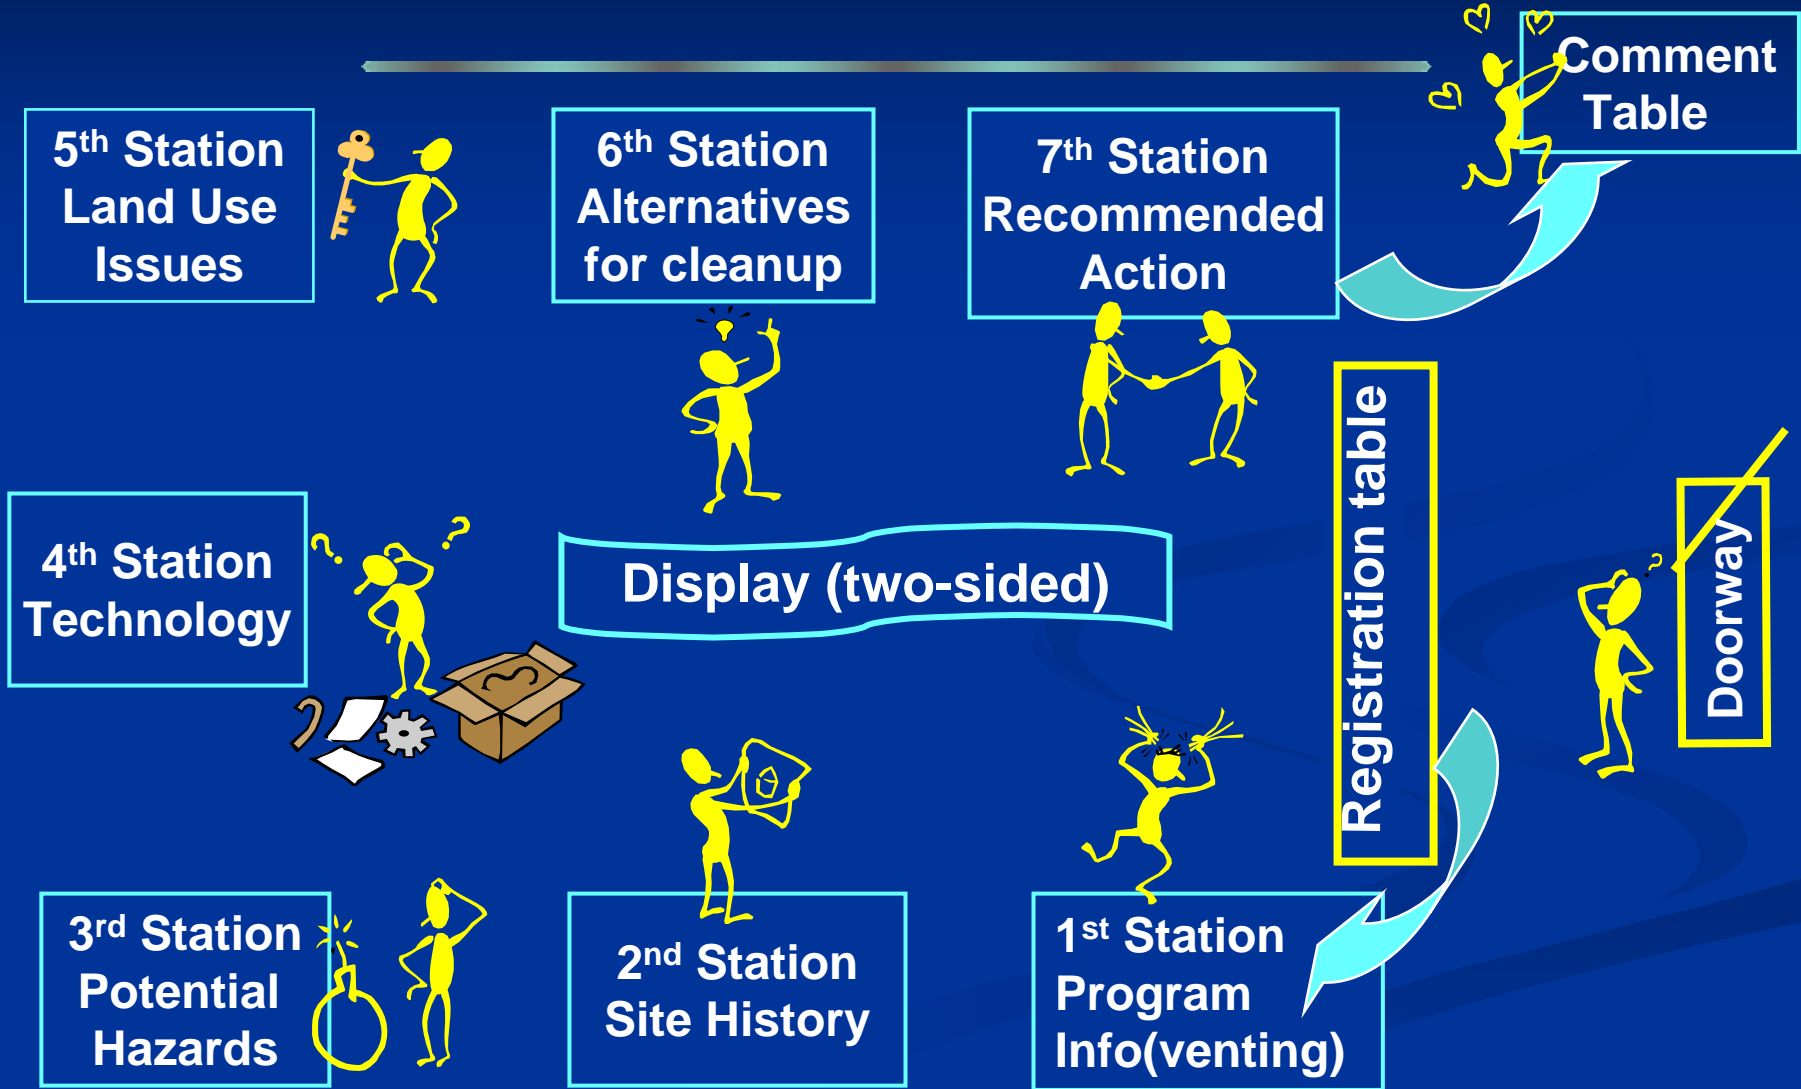 Comment
Table
5th Station
Land Use
Issues
6th Station
Alternatives
for cleanup
7th Station
Recommended
Action
4th Station
Technology
Display (two-sided)
Registration table
Doorway
3rd Station
Potential
Hazards
2nd Station
Site History
1st Station
Program
Info(venting)